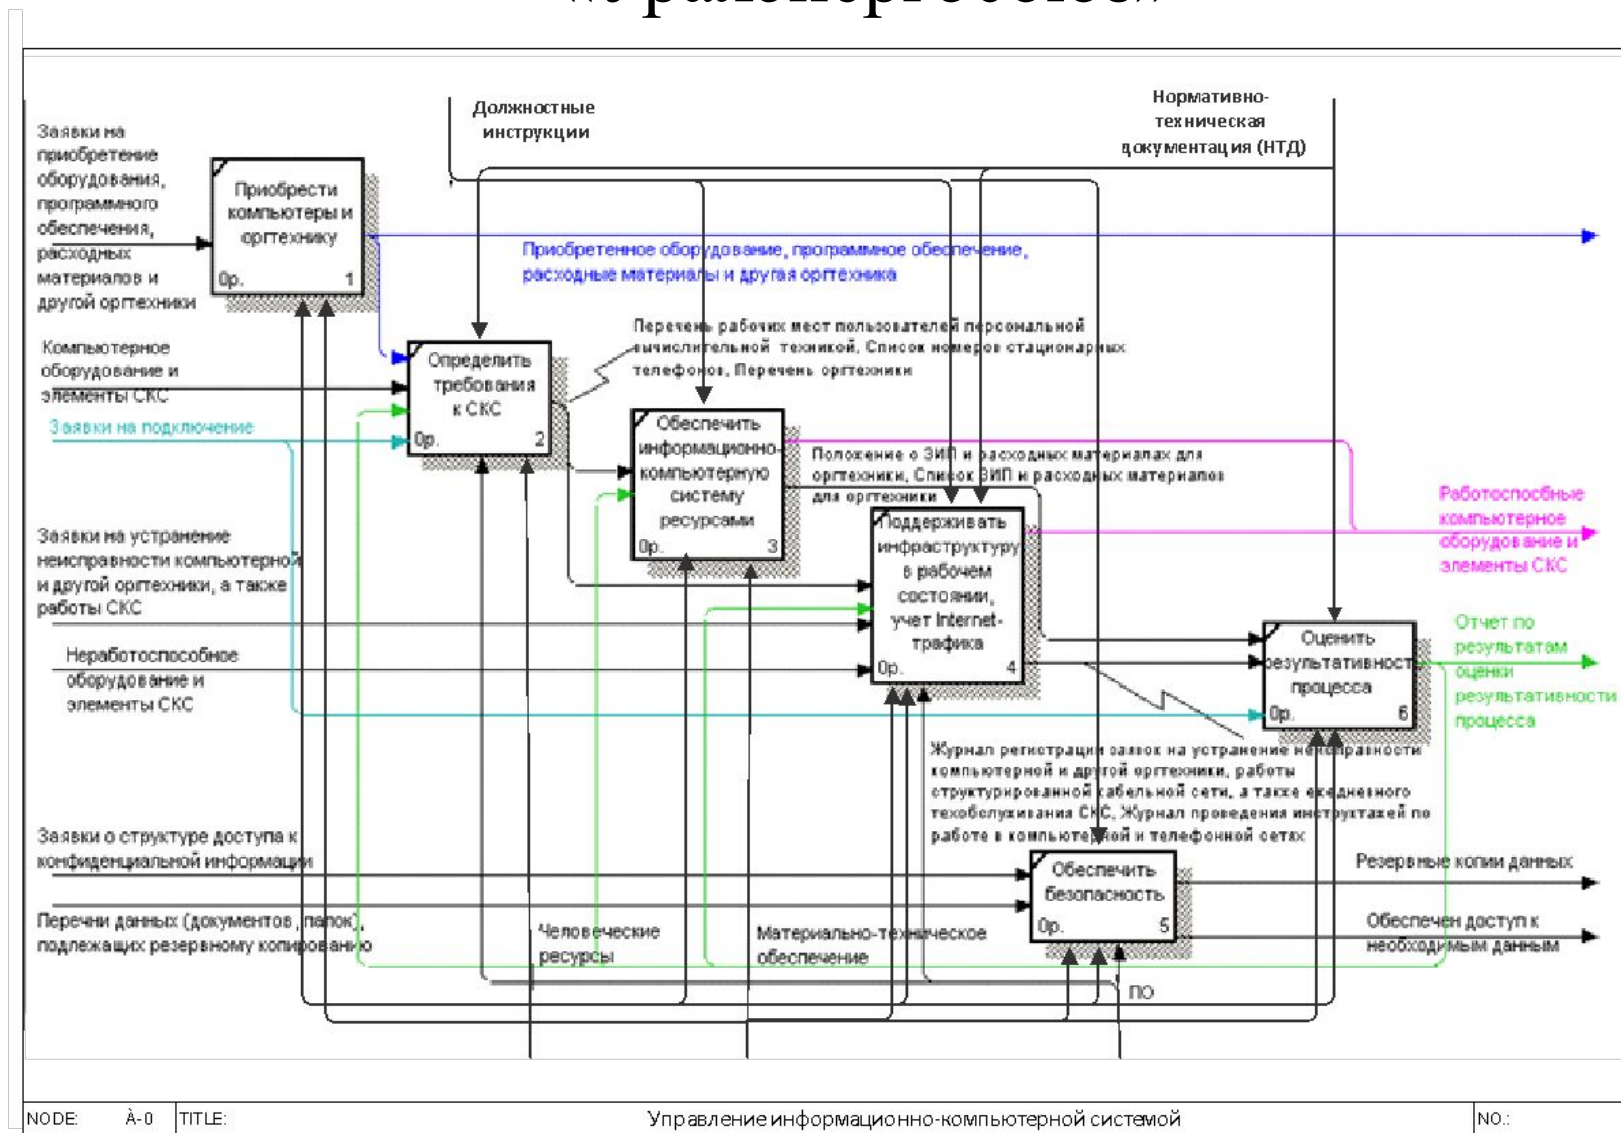 Должностные
инструкции
Нормативно-
техническая
документация (НТД)
Заявки на
приобретение
оборудования,
программного
обеспечения,
расходных
материалов и
другой оргтехники
Приобрести
компьютеры и
оргтехнику
0р. 1
Приобретенное оборудование, программное обеспечение,
расходные материалы и другая оргтехника
Компьютерное
оборудование и
элементы СКС
Заявки на подключение
Определить
требования
к СКС
0р. 2
Перечень рабочих мест пользователей персональной
вычислительной техникой, Список номеров стационарных
телефонов, Перечень оргтехники
Обеспечить
информационно-
компьютерную
систему
ресурсами
0р. 3
Положение о ЗИП и расходных материалах для
оргтехники, Список ЗИП и расходных материалов
для оргтехники
Работоспосбные
компьютерное
оборудование и
элементы СКС
Заявки на устранение
неисправности компьютерной
и другой оргтехники, а также
работы СКС
Поддерживать
инфраструктуру
в рабочем
состоянии,
учет Internet-
трафика
0р. 4
Неработоспособное
оборудование и
элементы СКС
Оценить
результативност
процесса
0р. 6
Отчет по
результатам
оценки
результативности
процесса
Журнал регистрации заявок на устранение неисправности
компьютерной и другой оргтехники, работы
структурированной кабельной сети, а также ежедневного
техобслуживания СКС, Журнал проведения инструктажей по
работе в компьютерной и телефонной сетях
Заявки о структуре доступа к
конфиденциальной информации
Перечни данных (документов, папок),
подлежащих резервному копированию
Обеспечить
безопасность
0р. 5
Резервные копии данных
Обеспечен доступ к
необходимым данным
Человеческие
ресурсы
Материально-техническое
обеспечение
ПО
NODE: À-0 TITLE: Управление информационно-компьютерной системой NO.: